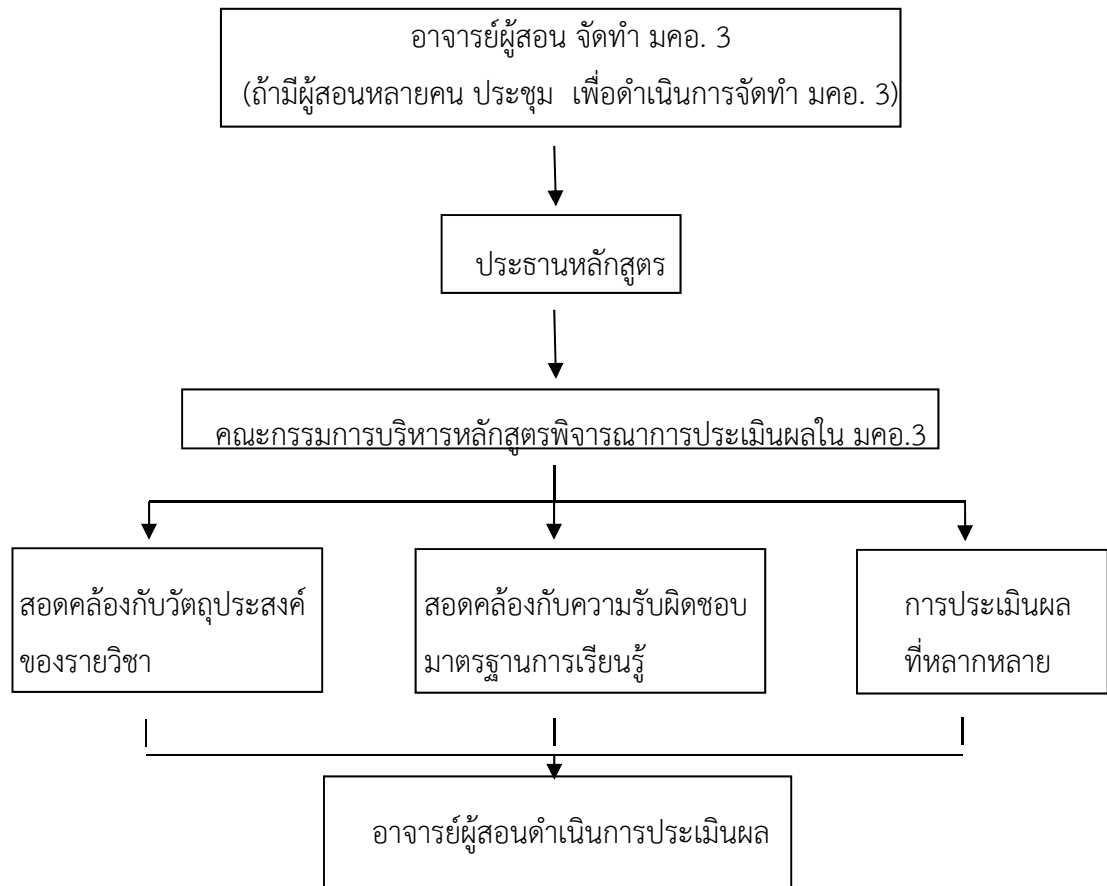 อาจารย์ผู้สอน จัดทำ มคอ. 3
(ถ้ามีผู้สอนหลายคน ประชุม เพื่อดำเนินการจัดทำ มคอ. 3)
ประธานหลักสูตร
คณะกรรมการบริหารหลักสูตรพิจารณาการประเมินผลใน มคอ.3
สอดคล้องกับวัตถุประสงค์
ของรายวิชา
สอดคล้องกับความรับผิดชอบ
มาตรฐานการเรียนรู้
การประเมินผล
ที่หลากหลาย
อาจารย์ผู้สอนดำเนินการประเมินผล